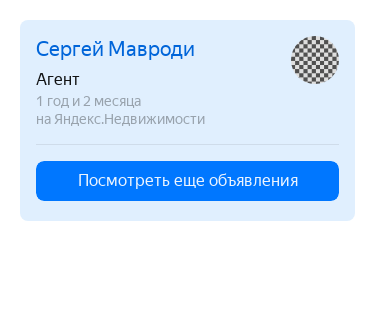 Сергей Мавроди
Агент
1 год и 2 месяца
на Яндекс.Недвижимости
Посмотреть еще объявления